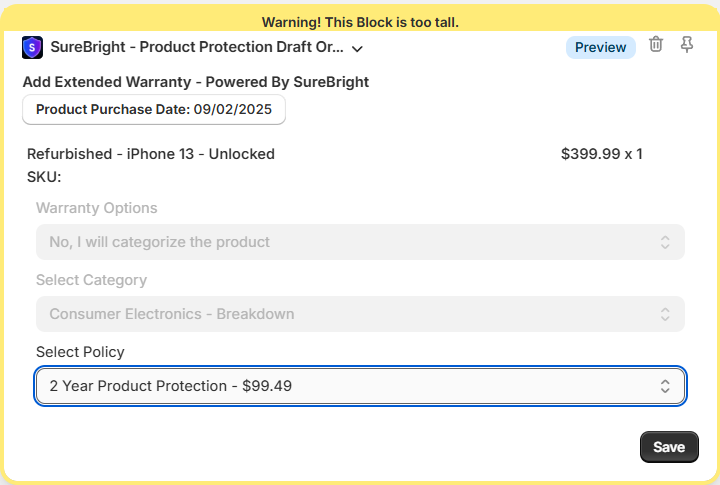 Warning! This Block is too tall.
SureBright - Product Protection Draft Or...
Preview
Add Extended Warranty - Powered By SureBright
Product Purchase Date: 09/02/2025
Refurbished - iPhone 13 - Unlocked
$399.99 x 1
SKU:
Warranty Options
No, I will categorize the product
Select Category
Consumer Electronics - Breakdown
Select Policy
2 Year Product Protection - $99.49
Save